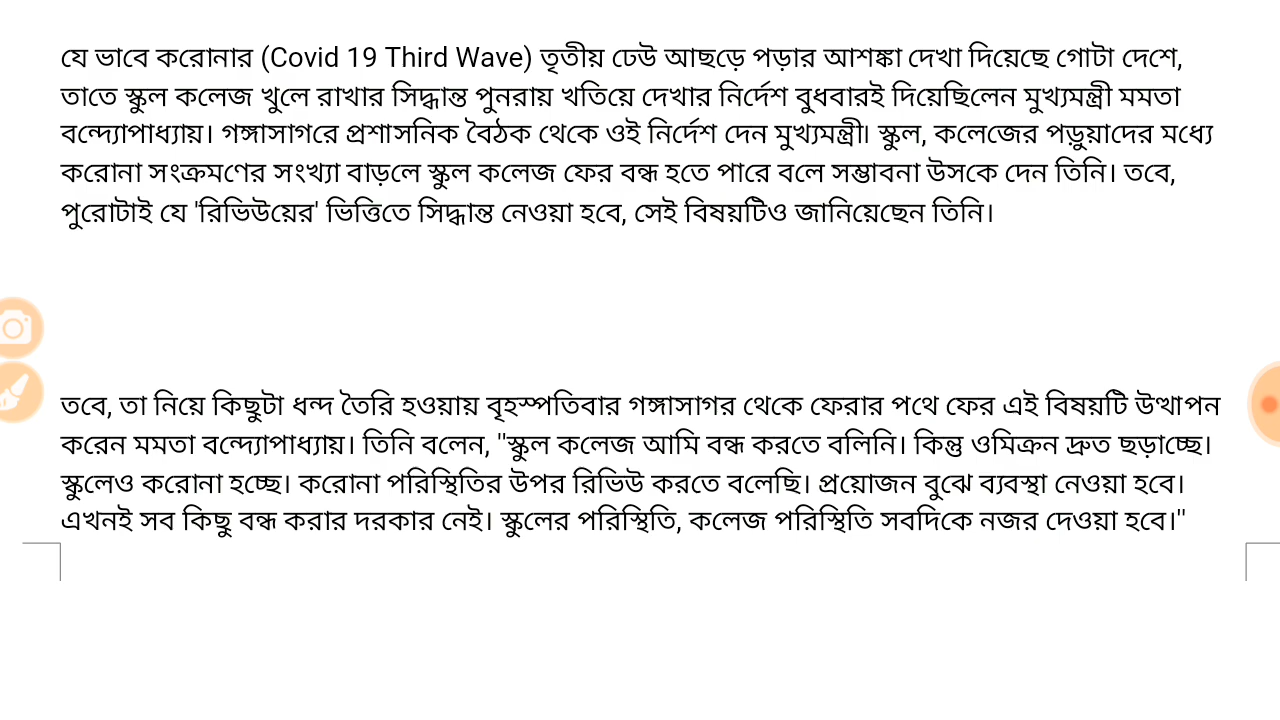 যে ভাবে করোনার (Covid 19 Third Wave) তৃতীয় ঢেউ আছড়ে পড়ার আশঙ্কা দেখা দিয়েছে গোটা দেশে,
তাতে স্কুল কলেজ খুলে রাখার সিদ্ধান্ত পুনরায় খতিয়ে দেখার নির্দেশ বুধবারই দিয়েছিলেন মুখ্যমন্ত্রী মমতা
বন্দ্যোপাধ্যায়। গঙ্গাসাগরে প্রশাসনিক বৈঠক থেকে ওই নির্দেশ দেন মুখ্যমন্ত্রী৷ স্কুল, কলেজের পড়ুয়াদের মধ্যে
করোনা সংক্রমণের সংখ্যা বাড়লে স্কুল কলেজ ফের বন্ধ হতে পারে বলে সম্ভাবনা উসকে দেন তিনি। তবে,
পুরোটাই যে 'রিভিউয়ের' ভিত্তিতে সিদ্ধান্ত নেওয়া হবে, সেই বিষয়টিও জানিয়েছেন তিনি।
তবে, তা নিয়ে কিছুটা ধন্দ তৈরি হওয়ায় বৃহস্পতিবার গঙ্গাসাগর থেকে ফেরার পথে ফের এই বিষয়টি উত্থাপন
করেন মমতা বন্দ্যোপাধ্যায়। তিনি বলেন, "স্কুল কলেজ আমি বন্ধ করতে বলিনি। কিন্তু ওমিক্রন দ্রুত ছড়াচ্ছে।
স্কুলেও করোনা হচ্ছে। করোনা পরিস্থিতির উপর রিভিউ করতে বলেছি। প্রয়োজন বুঝে ব্যবস্থা নেওয়া হবে।
এখনই সব কিছু বন্ধ করার দরকার নেই। স্কুলের পরিস্থিতি, কলেজ পরিস্থিতি সবদিকে নজর দেওয়া হবে।"